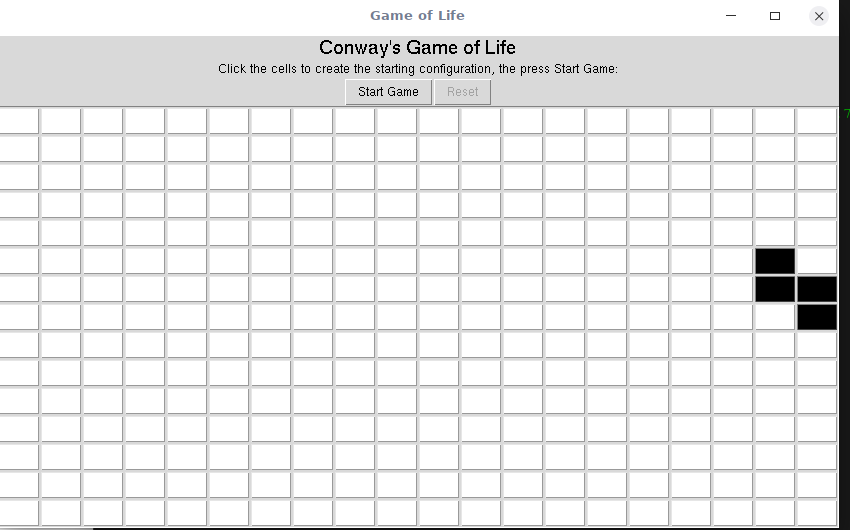 Game of Life
Conway's Game of Life
Click the cells to create the starting configuration, the press Start Game:
Start Game
Reset
7